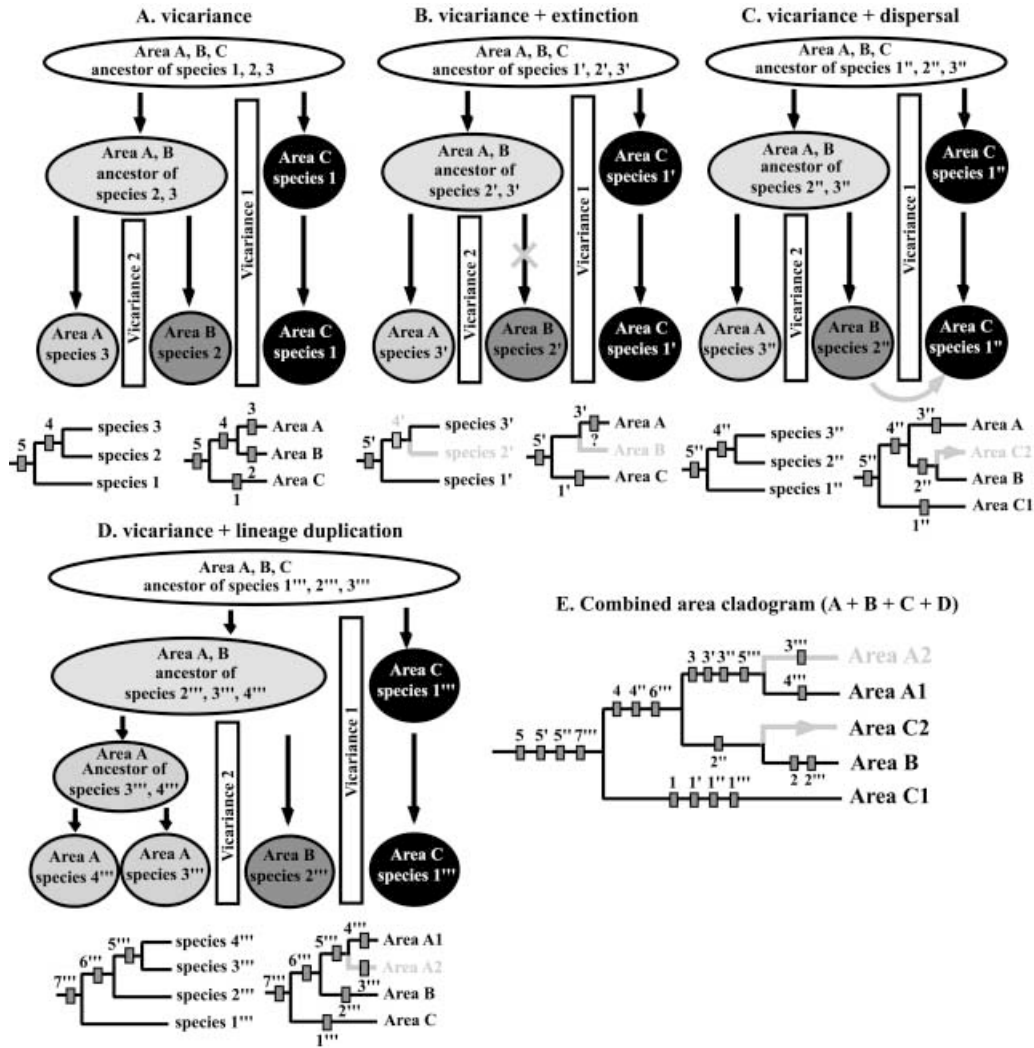 A. vicariance
Area A, B, C
ancestor of species 1, 2, 3
Area A, B
ancestor of
species 2, 3
Vicariance 1
Area C
species 1
Vicariance 2
Area A
species 3
Area B
species 2
Area C
species 1
5
4
species 3
species 2
species 1
5
4
3
Area A
Area B
2
Area C
1
B. vicariance + extinction
Area A, B, C
ancestor of species 1', 2', 3'
Area A, B
ancestor of
species 2', 3'
Vicariance 1
Area C
species 1'
Vicariance 2
Area A
species 3'
Area B
species 2'
Area C
species 1'
5'
4'
species 3'
species 2'
species 1'
5'
3'
Area A
?
Area B
1'
Area C
C. vicariance + dispersal
Area A, B, C
ancestor of species 1", 2", 3"
Area A, B
ancestor of
species 2", 3"
Vicariance 1
Area C
species 1"
Vicariance 2
Area A
species 3"
Area B
species 2"
Area C
species 1"
5"
4"
species 3"
species 2"
species 1"
5"
4"
3"
Area A
Area C2
2"
Area B
Area C1
1"
D. vicariance + lineage duplication
Area A, B, C
ancestor of species 1''', 2''', 3'''
Area A, B
ancestor of
species 2''', 3''', 4'''
Vicariance 1
Area C
species 1'''
Area A
Ancestor of
species 3''', 4'''
Vicariance 2
Area A
species 4'''
Area A
species 3'''
Area B
species 2'''
Area C
species 1'''
7'''
6'''
5'''
species 4'''
species 3'''
species 2'''
species 1'''
7'''
6'''
5'''
4'''
Area A1
Area A2
3'''
Area B
2'''
Area C
1'''
E. Combined area cladogram (A + B + C + D)
5 5' 5" 7'''
4 4" 6'''
3 3' 3" 5'''
3'''
Area A2
4'''
Area A1
Area C2
2"
Area B
2 2'''
1 1' 1" 1'''
Area C1